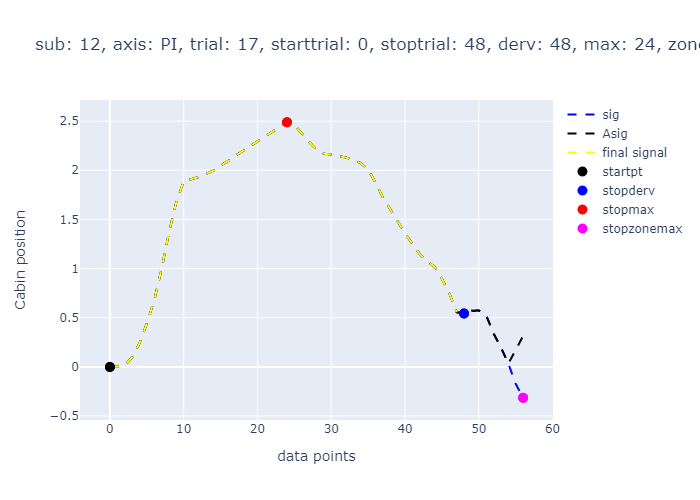 sub: 12, axis: PI, trial: 17, starttrial: 0, stoptrial: 48, derv: 48, max: 24, zon
2.5
2
1.5
1
0.5
0
−0.5
Cabin position
0
10
20
30
40
50
60
data points
sig
Asig
final signal
startpt
stopderv
stopmax
stopzonemax